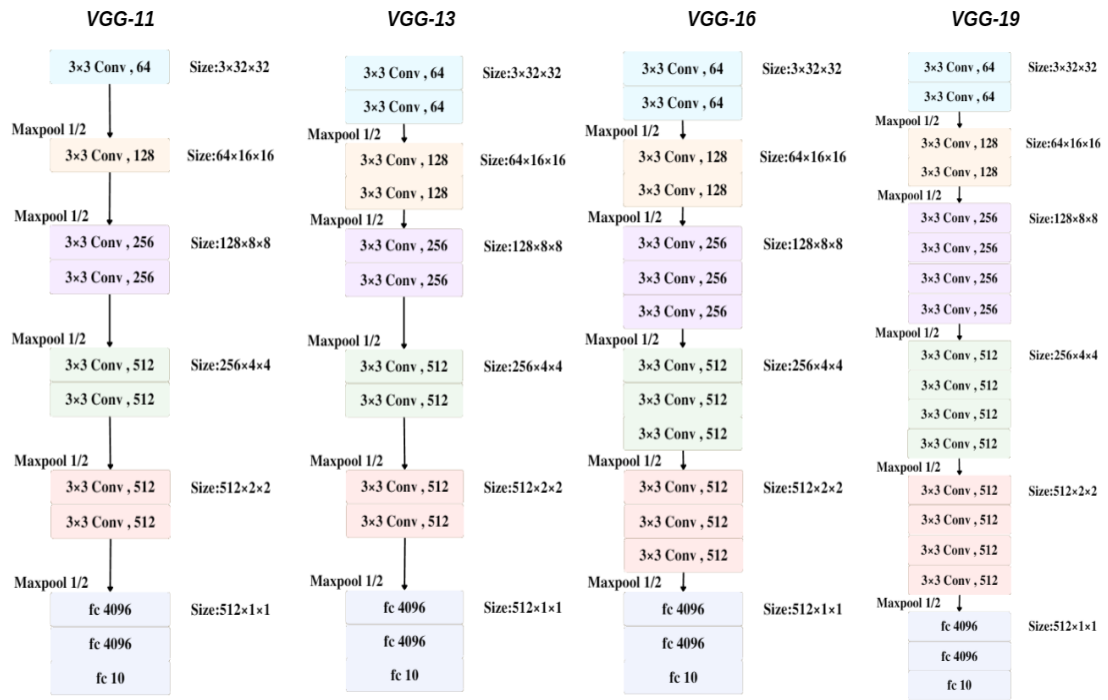 VGG-11
3×3 Conv , 64
Size:3×32×32
Maxpool 1/2
3×3 Conv , 128
Size:64×16×16
Maxpool 1/2
3×3 Conv , 256
Size:128×8×8
3×3 Conv , 256
Maxpool 1/2
3×3 Conv , 512
Size:256×4×4
3×3 Conv , 512
Maxpool 1/2
3×3 Conv , 512
Size:512×2×2
3×3 Conv , 512
Maxpool 1/2
fc 4096
Size:512×1×1
fc 4096
fc 10
VGG-13
3×3 Conv , 64
Size:3×32×32
3×3 Conv , 64
Maxpool 1/2
3×3 Conv , 128
Size:64×16×16
3×3 Conv , 128
Maxpool 1/2
3×3 Conv , 256
Size:128×8×8
3×3 Conv , 256
Maxpool 1/2
3×3 Conv , 512
Size:256×4×4
3×3 Conv , 512
Maxpool 1/2
3×3 Conv , 512
Size:512×2×2
3×3 Conv , 512
Maxpool 1/2
fc 4096
Size:512×1×1
fc 4096
fc 10
VGG-16
3×3 Conv , 64
Size:3×32×32
3×3 Conv , 64
Maxpool 1/2
3×3 Conv , 128
Size:64×16×16
3×3 Conv , 128
Maxpool 1/2
3×3 Conv , 256
Size:128×8×8
3×3 Conv , 256
3×3 Conv , 256
Maxpool 1/2
3×3 Conv , 512
Size:256×4×4
3×3 Conv , 512
3×3 Conv , 512
Maxpool 1/2
3×3 Conv , 512
Size:512×2×2
3×3 Conv , 512
3×3 Conv , 512
Maxpool 1/2
fc 4096
Size:512×1×1
fc 4096
fc 10
VGG-19
3×3 Conv , 64
Size:3×32×32
3×3 Conv , 64
Maxpool 1/2
3×3 Conv , 128
Size:64×16×16
3×3 Conv , 128
Maxpool 1/2
3×3 Conv , 256
Size:128×8×8
3×3 Conv , 256
3×3 Conv , 256
3×3 Conv , 256
Maxpool 1/2
3×3 Conv , 512
Size:256×4×4
3×3 Conv , 512
3×3 Conv , 512
3×3 Conv , 512
Maxpool 1/2
3×3 Conv , 512
Size:512×2×2
3×3 Conv , 512
3×3 Conv , 512
3×3 Conv , 512
Maxpool 1/2
fc 4096
Size:512×1×1
fc 4096
fc 10